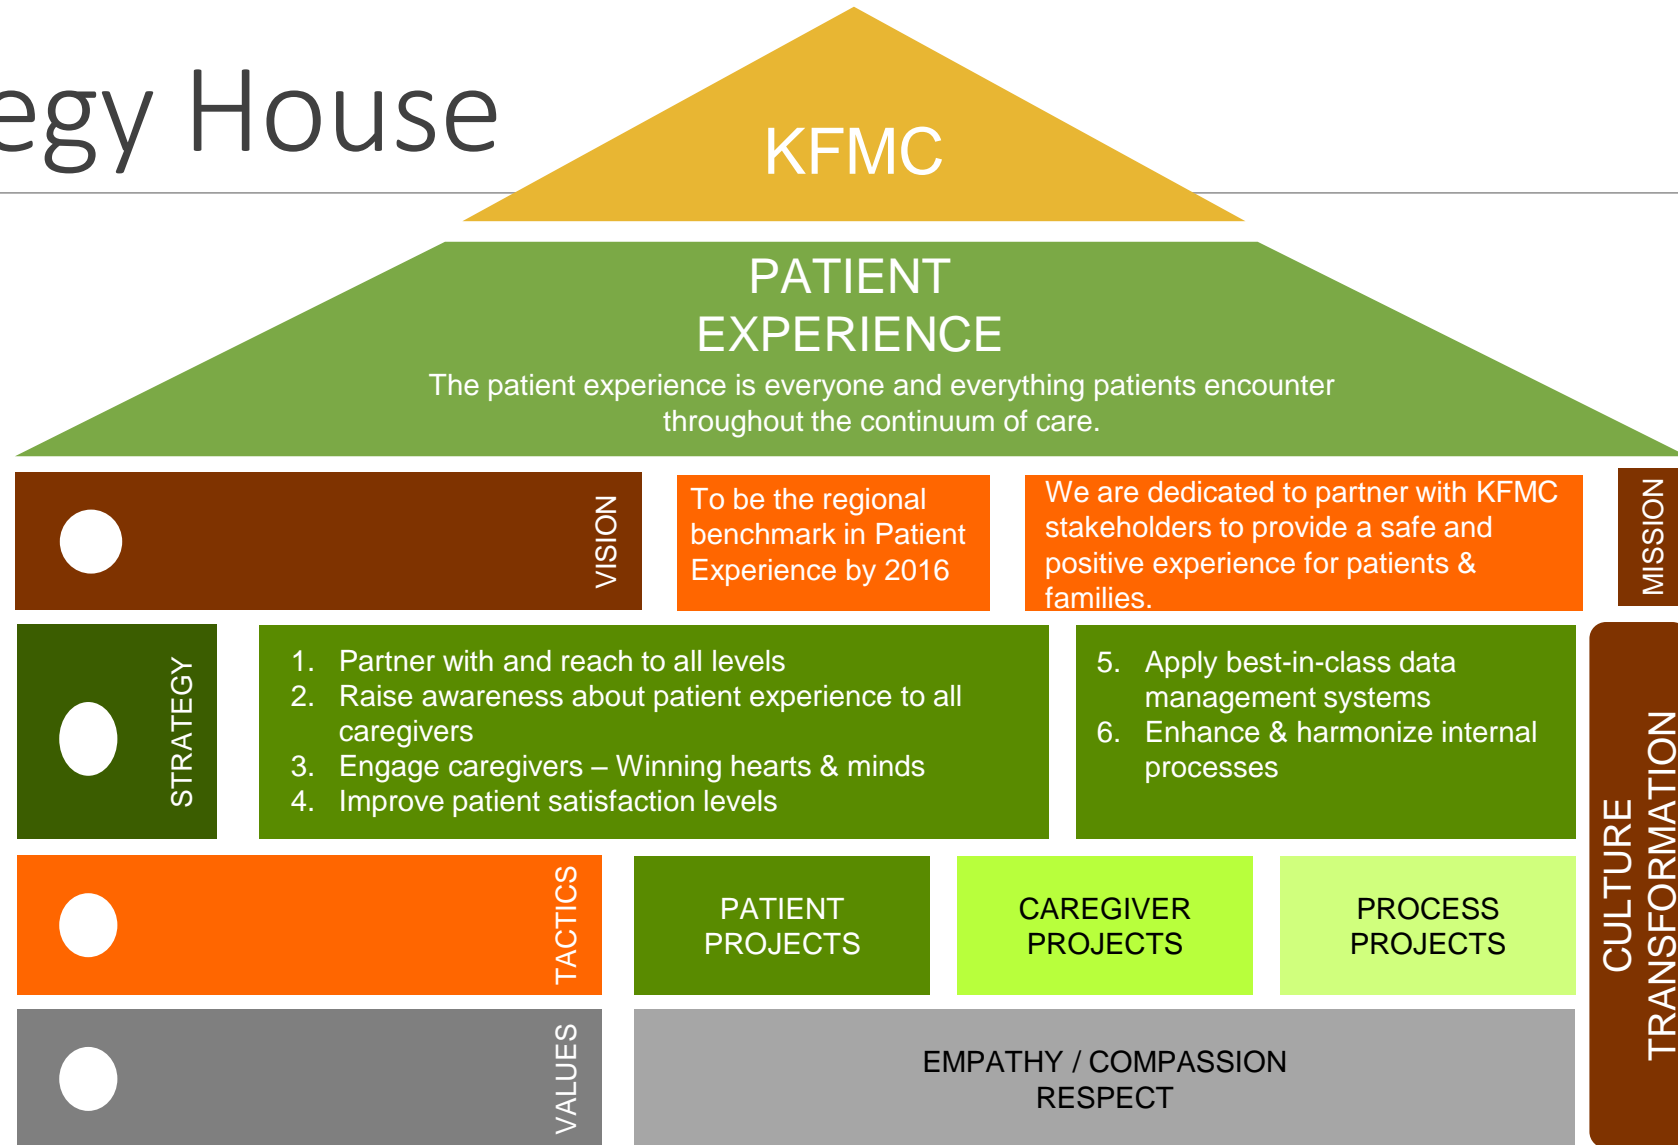 egy House
KFMC
PATIENT
EXPERIENCE
The patient experience is everyone and everything patients encounter
throughout the continuum of care.
VISION
To be the regional
benchmark in Patient
Experience by 2016
We are dedicated to partner with KFMC
stakeholders to provide a safe and
positive experience for patients &
families.
MISSION
STRATEGY
1. Partner with and reach to all levels
2. Raise awareness about patient experience to all
caregivers
3. Engage caregivers – Winning hearts & minds
4. Improve patient satisfaction levels
5. Apply best-in-class data
management systems
6. Enhance & harmonize internal
processes
CULTURE
TRANSFORMATION
TACTICS
PATIENT
PROJECTS
CAREGIVER
PROJECTS
PROCESS
PROJECTS
VALUES
EMPATHY / COMPASSION
RESPECT